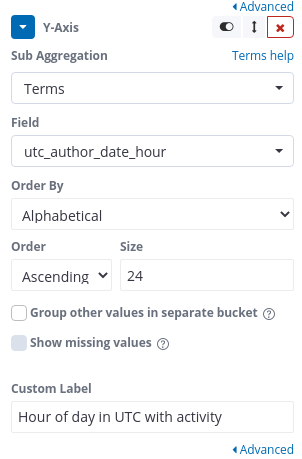 Advanced
Y-Axis
Sub Aggregation Terms help
Terms
Field
utc_author_date_hour
Order By
Alphabetical
Order Size
Ascending 24
Group other values in separate bucket
Show missing values
Custom Label
Hour of day in UTC with activity
Advanced